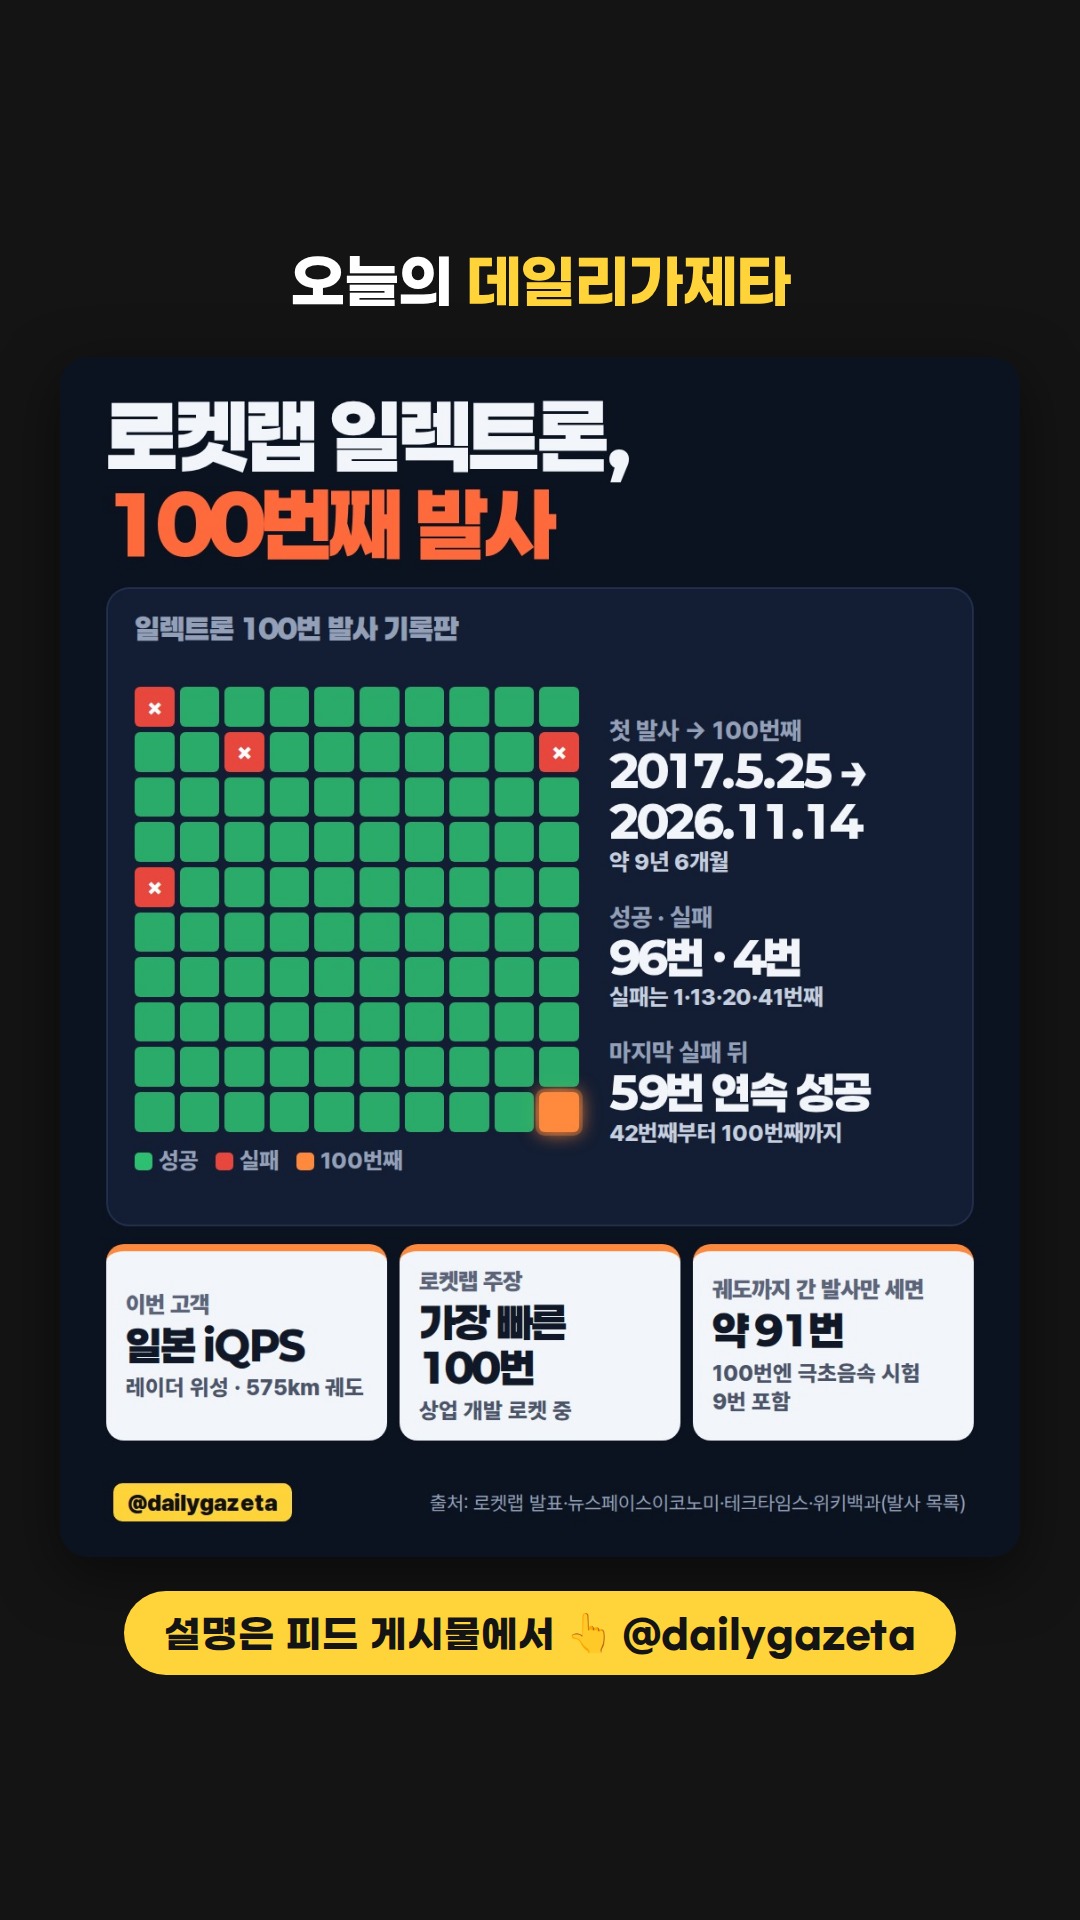 오늘의 데일리가제타
로켓랩 일렉트론,
100번째 발사
일렉트론 100번 발사 기록판
×
×
×
×
성공 실패 100번째
첫 발사 → 100번째
2017.5.25 →
2026.11.14
약 9년 6개월
성공 · 실패
96번 · 4번
실패는 1·13·20·41번째
마지막 실패 뒤
59번 연속 성공
42번째부터 100번째까지
이번 고객
일본 iQPS
레이더 위성 · 575km 궤도
로켓랩 주장
가장 빠른
100번
상업 개발 로켓 중
궤도까지 간 발사만 세면
약 91번
100번엔 극초음속 시험
9번 포함
@dailygazeta
출처: 로켓랩 발표·뉴스페이스이코노미·테크타임스·위키백과(발사 목록)
설명은 피드 게시물에서 👆 @dailygazeta